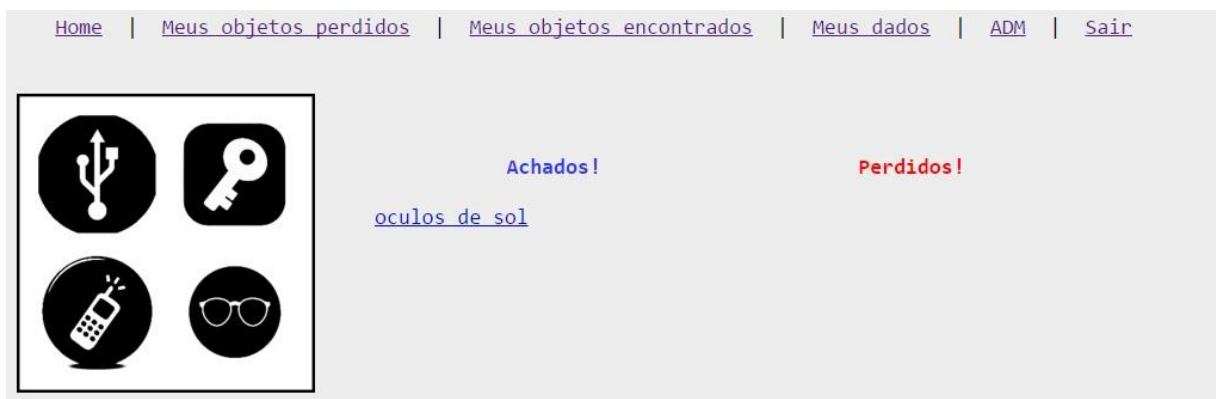 Home | Meus objetos perdidos | Meus objetos encontrados | Meus dados | ADM | Sair
Achados! Perdidos!
oculos de sol